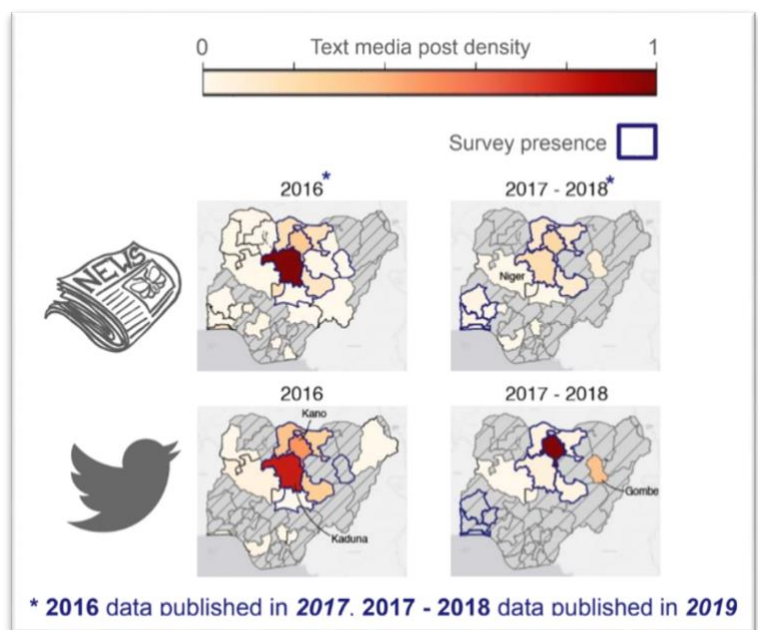 0 Text media post density 1
Survey presence
2016* 2017 - 2018*
NEWS
Niger
2016 2017 - 2018
Kano
Gombe
Kaduna
* 2016 data published in 2017. 2017 - 2018 data published in 2019